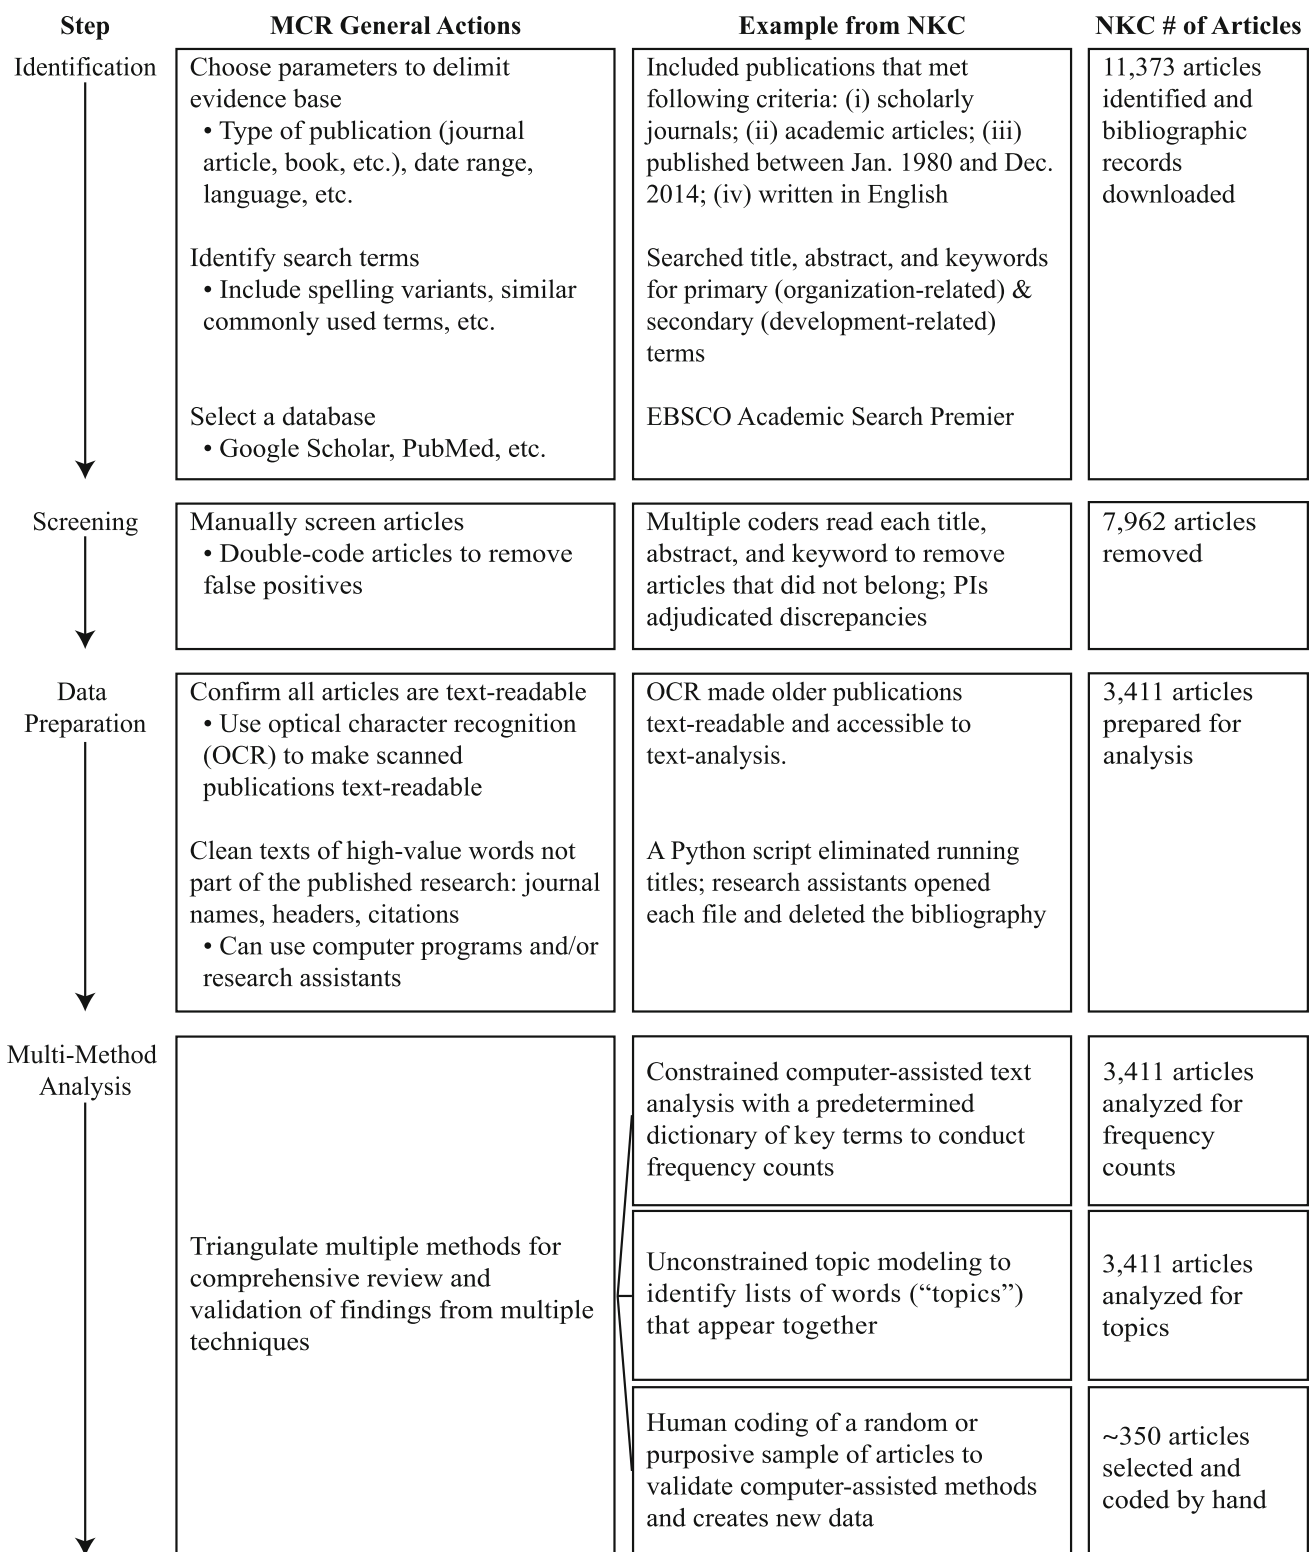 Step
MCR General Actions
Example from NKC
NKC # of Articles
Identification
Choose parameters to delimit
evidence base
• Type of publication (journal
article, book, etc.), date range,
language, etc.
Identify search terms
• Include spelling variants, similar
commonly used terms, etc.
Select a database
• Google Scholar, PubMed, etc.
Included publications that met
following criteria: (i) scholarly
journals; (ii) academic articles; (iii)
published between Jan. 1980 and Dec.
2014; (iv) written in English
Searched title, abstract, and keywords
for primary (organization-related) &
secondary (development-related)
terms
EBSCO Academic Search Premier
11,373 articles
identified and
bibliographic
records
downloaded
Screening
Manually screen articles
• Double-code articles to remove
false positives
Multiple coders read each title,
abstract, and keyword to remove
articles that did not belong; PIs
adjudicated discrepancies
7,962 articles
removed
Data
Preparation
Confirm all articles are text-readable
• Use optical character recognition
(OCR) to make scanned
publications text-readable
Clean texts of high-value words not
part of the published research: journal
names, headers, citations
• Can use computer programs and/or
research assistants
OCR made older publications
text-readable and accessible to
text-analysis.
A Python script eliminated running
titles; research assistants opened
each file and deleted the bibliography
3,411 articles
prepared for
analysis
Multi-Method
Analysis
Triangulate multiple methods for
comprehensive review and
validation of findings from multiple
techniques
Constrained computer-assisted text
analysis with a predetermined
dictionary of key terms to conduct
frequency counts
3,411 articles
analyzed for
frequency
counts
Unconstrained topic modeling to
identify lists of words (“topics”)
that appear together
3,411 articles
analyzed for
topics
Human coding of a random or
purposive sample of articles to
validate computer-assisted methods
and creates new data
~350 articles
selected and
coded by hand